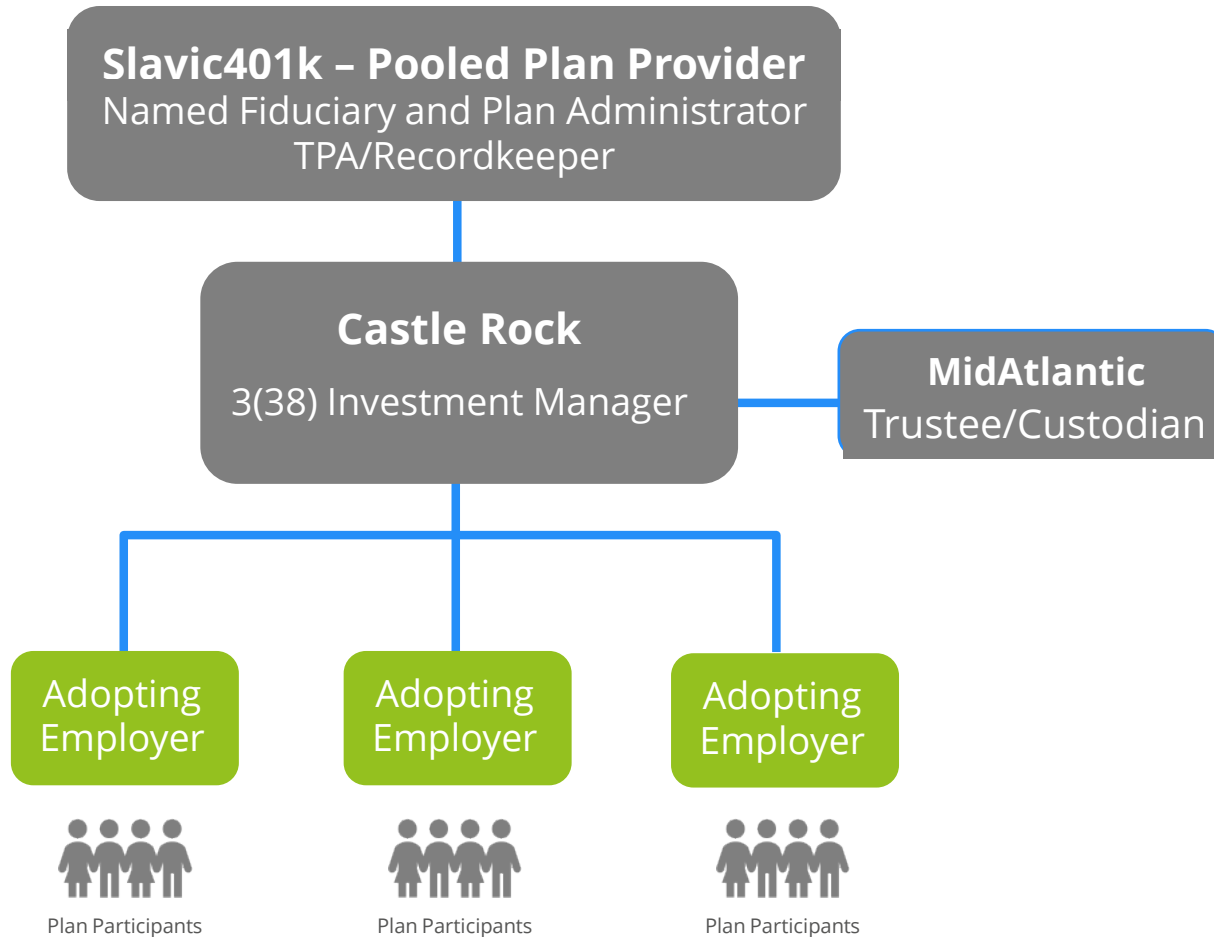 Slavic401k – Pooled Plan Provider
Named Fiduciary and Plan Administrator
TPA/Recordkeeper
Castle Rock
3(38) Investment Manager
MidAtlantic
Trustee/Custodian
Adopting
Employer
Adopting
Employer
Adopting
Employer
Plan Participants
Plan Participants
Plan Participants